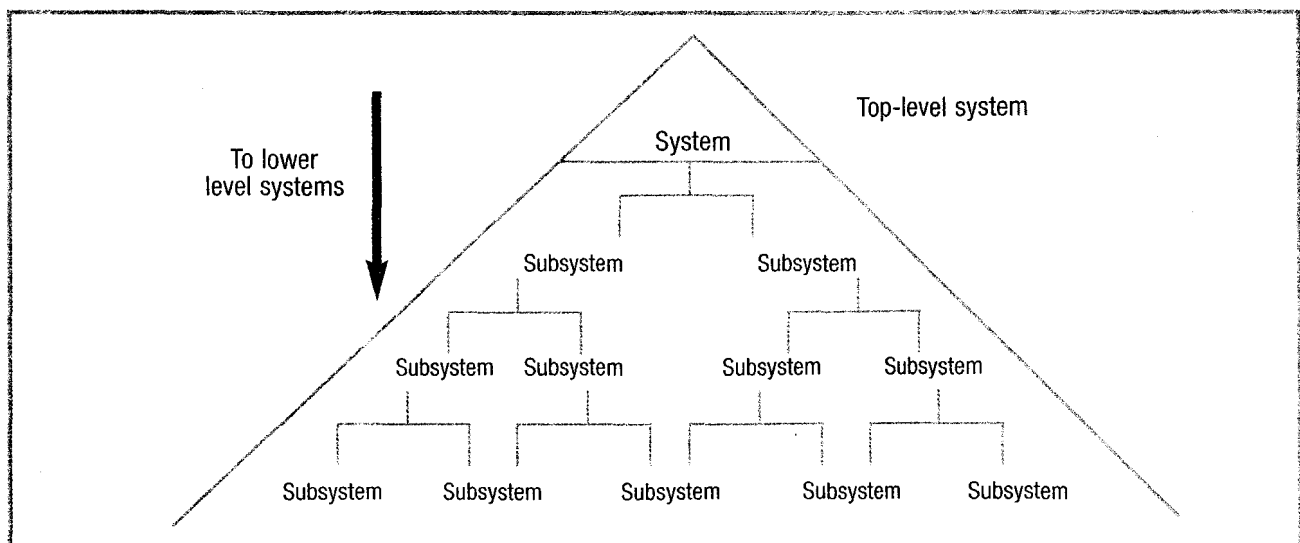 Top-level system
System
To lower
level systems
Subsystem Subsystem
Subsystem Subsystem Subsystem Subsystem
Subsystem Subsystem Subsystem Subsystem Subsystem